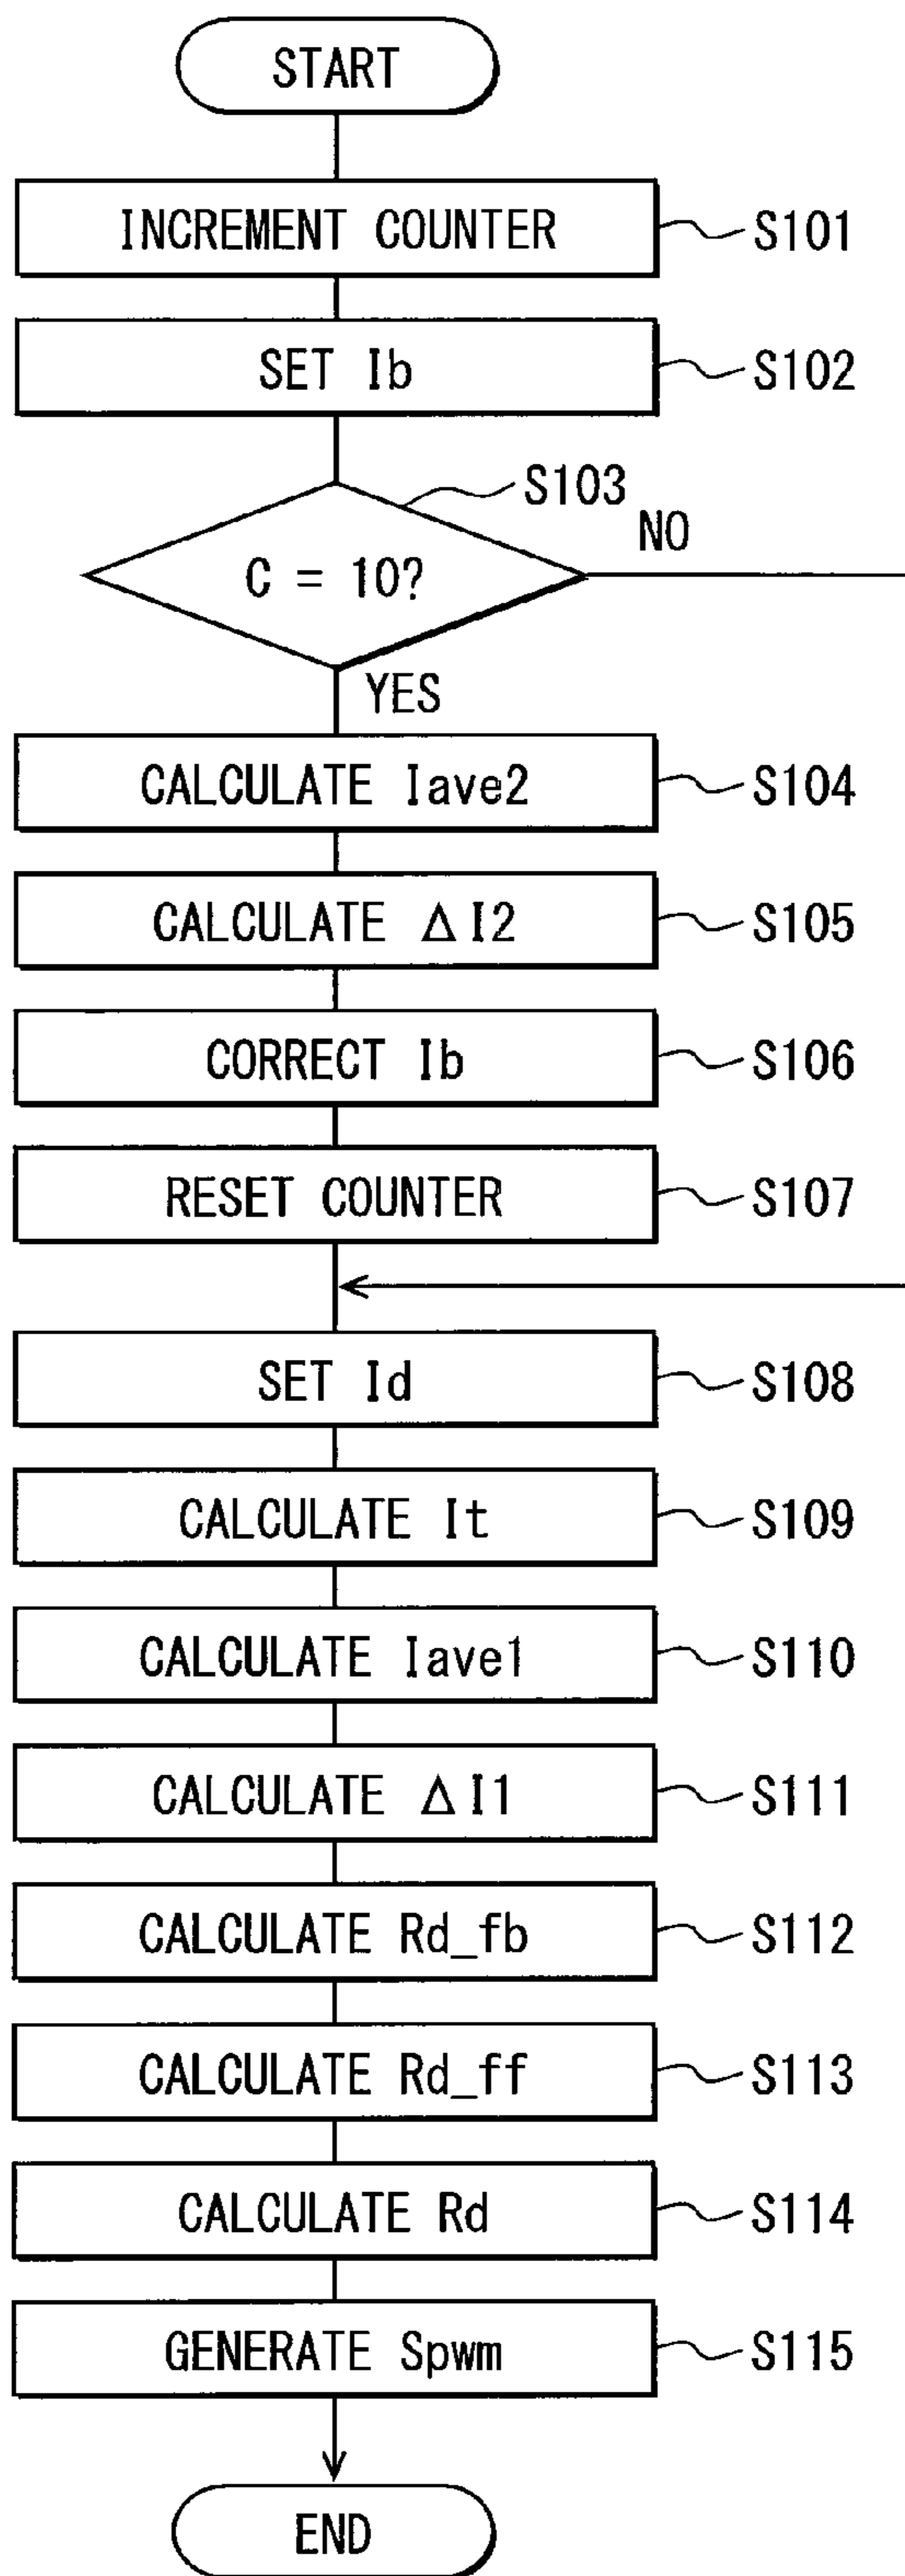 START
INCREMENT COUNTER
S101
SET Ib
S102
S103
C = 10?
NO
YES
CALCULATE Iave2
S104
CALCULATE ΔI2
S105
CORRECT Ib
S106
RESET COUNTER
S107
SET Id
S108
CALCULATE It
S109
CALCULATE Iave1
S110
CALCULATE ΔI1
S111
CALCULATE Rd_fb
S112
CALCULATE Rd_ff
S113
CALCULATE Rd
S114
GENERATE Spwm
S115
END